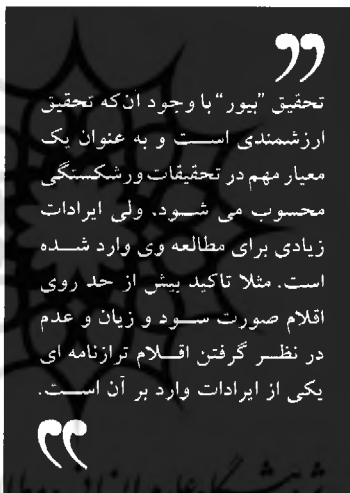 تحقیق "بیور" با وجود آن که تحقیق
ارزشمندی است و به عنوان یک
معیار مهم در تحقیقات ورشکستگی
محسوب می شود، ولی ایرادات
زیادی برای مطالعه وی وارد شده
است. مثلا تاکید بیش از حد روی
اقلام صورت سود و زیان و عدم
در نظر گرفتن اقلام ترازنامه ای
یکی از ایرادات وارد بر آن است.